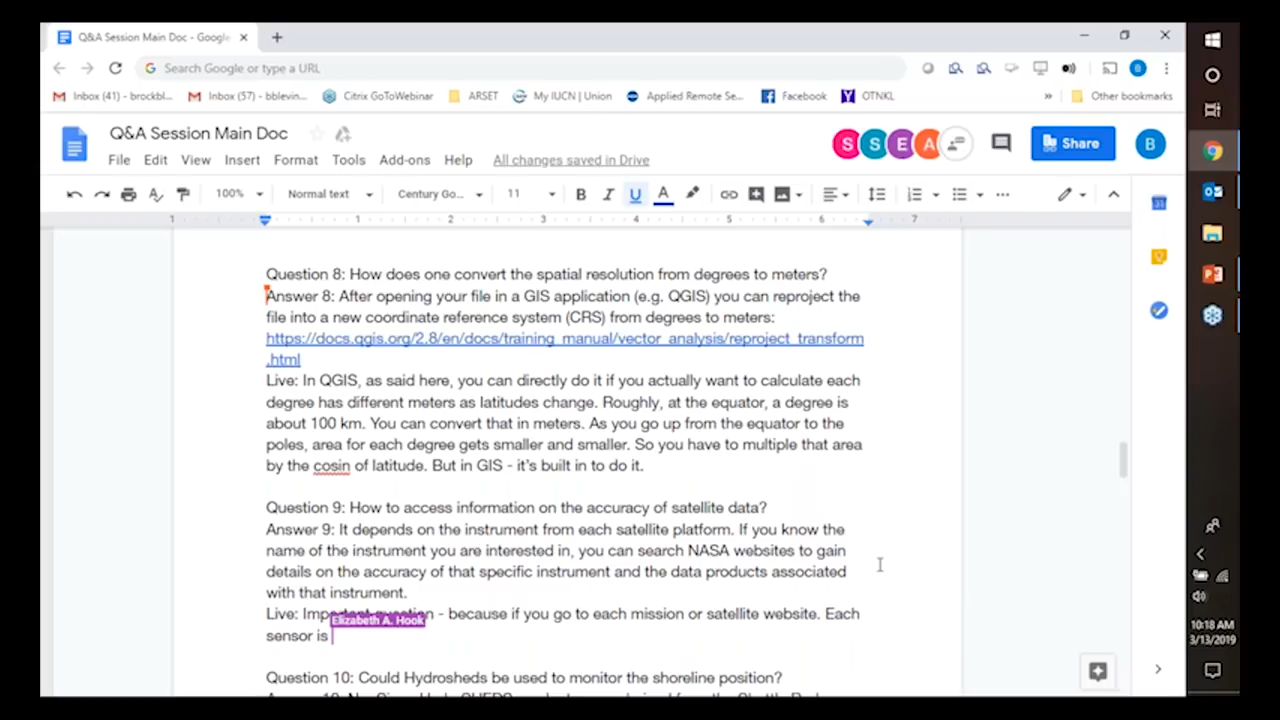 Q&A Session Main Doc - Google
Search Google or type a URL
Inbox (41) - brockbl...
Inbox (57) - bblevin...
Citrix GoToWebinar
ARSET
My IUCN | Union
Applied Remote Se...
Facebook
OTNKL
»
Other bookmarks
Q&A Session Main Doc
S S E A
Share
B
File Edit View Insert Format Tools Add-ons Help All changes saved in Drive
100% Normal text Century Go... 11 B I U A
1 1 2 3 4 5 6 7
Question 8: How does one convert the spatial resolution from degrees to meters?
Answer 8: After opening your file in a GIS application (e.g. QGIS) you can reproject the
file into a new coordinate reference system (CRS) from degrees to meters:
https://docs.qgis.org/2.8/en/docs/training_manual/vector_analysis/reproject_transform
.html
Live: In QGIS, as said here, you can directly do it if you actually want to calculate each
degree has different meters as latitudes change. Roughly, at the equator, a degree is
about 100 km. You can convert that in meters. As you go up from the equator to the
poles, area for each degree gets smaller and smaller. So you have to multiple that area
by the cosin of latitude. But in GIS - it's built in to do it.
Question 9: How to access information on the accuracy of satellite data?
Answer 9: It depends on the instrument from each satellite platform. If you know the
name of the instrument you are interested in, you can search NASA websites to gain
details on the accuracy of that specific instrument and the data products associated
with that instrument.
Live: Important question - because if you go to each mission or satellite website. Each
Elizabeth A. Hook
sensor is
Question 10: Could Hydrosheds be used to monitor the shoreline position?
10:18 AM
3/13/2019